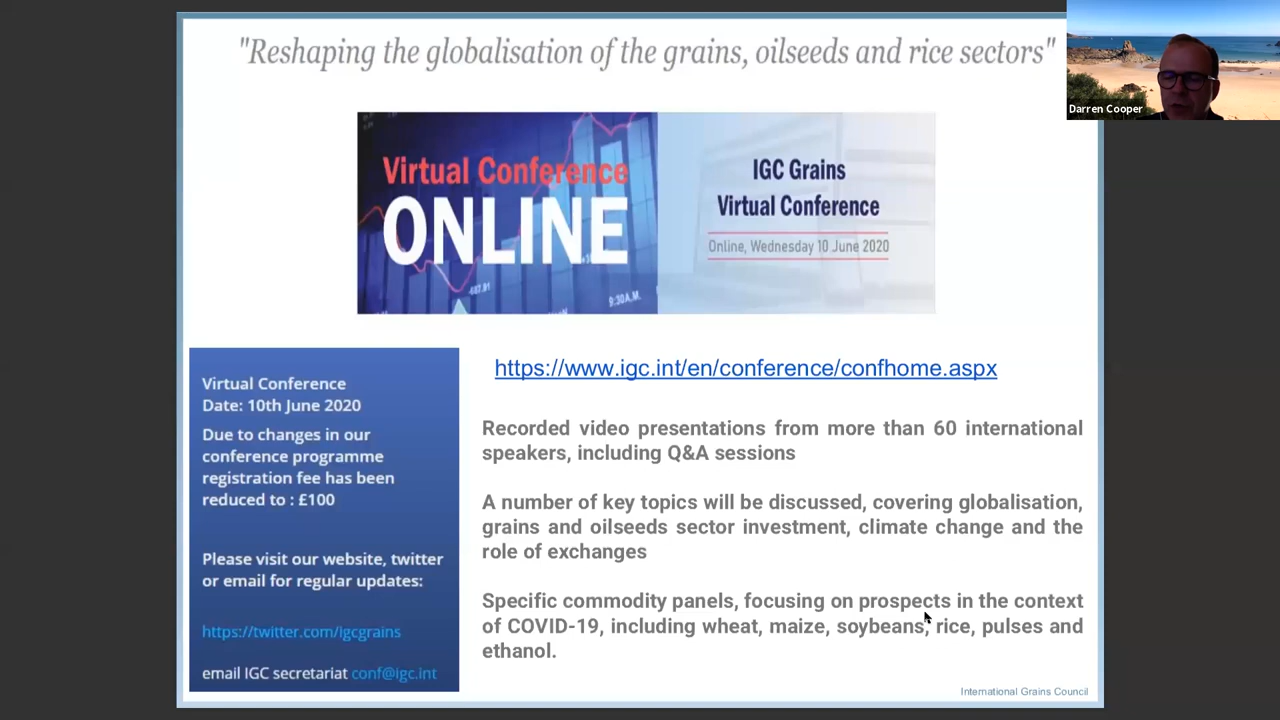 "Reshaping the globalisation of the grains, oilseeds and rice sectors"
Darren Cooper
Virtual Conference
ONLINE
-687.91
9:30A.M.
IGC Grains
Virtual Conference
Online, Wednesday 10 June 2020
Virtual Conference
Date: 10th June 2020
Due to changes in our
conference programme
registration fee has been
reduced to : £100
Please visit our website, twitter
or email for regular updates:
https://twitter.com/igcgrains
email IGC secretariat conf@igc.int
https://www.igc.int/en/conference/confhome.aspx
Recorded video presentations from more than 60 international
speakers, including Q&A sessions
A number of key topics will be discussed, covering globalisation,
grains and oilseeds sector investment, climate change and the
role of exchanges
Specific commodity panels, focusing on prospects in the context
of COVID-19, including wheat, maize, soybeans, rice, pulses and
ethanol.
International Grains Council